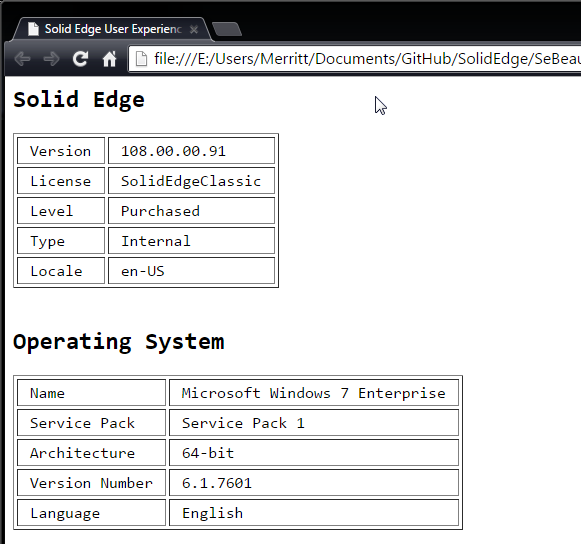 Solid Edge User Experienc
file:///E:/Users/Merritt/Documents/GitHub/SolidEdge/SeBeau
Solid Edge
Version 108.00.00.91
License SolidEdgeClassic
Level Purchased
Type Internal
Locale en-US
Operating System
Name Microsoft Windows 7 Enterprise
Service Pack Service Pack 1
Architecture 64-bit
Version Number 6.1.7601
Language English